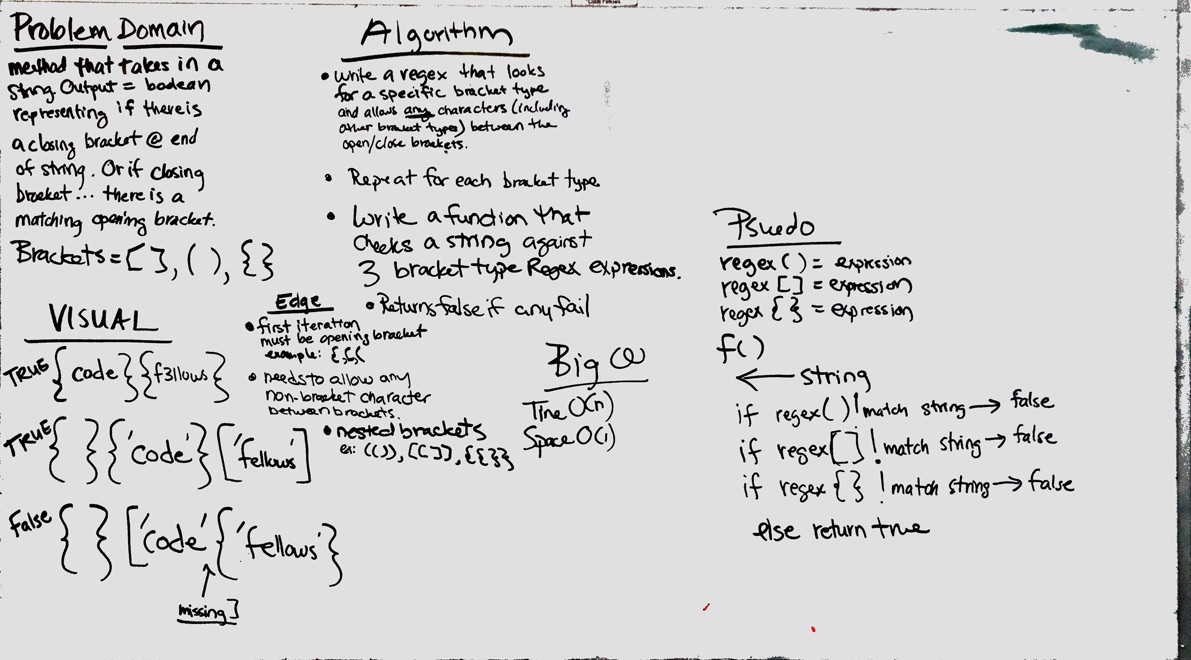 Problem Domain
method that takes in a
string Output = boolean
representing if there is
a closing bracket @ end
of string. Or if closing
bracket... there is a
matching opening bracket.
Brackets = [ ], ( ), { }
VISUAL
TRUE { code } { f3llows }
TRUE { } { 'code' } [ 'fellows' ]
False { } [ 'code' { 'fellows' }
missing ]
Algorithm
• write a regex that looks
for a specific bracket type
and allows any characters (including
other bracket types) between the
open/close brackets.
• Repeat for each bracket type
• Write a function that
checks a string against
3 bracket type Regex expressions.
• Returns false if any fail
Edge
• first iteration
must be opening bracket
example: {,[,(
• needs to allow any
non-bracket character
between brackets.
• nested brackets
ex: (()), [[]], {{}}
Big O
Time O(n)
Space O(1)
Psuedo
regex ( ) = expression
regex [ ] = expression
regex { } = expression
f()
← string
if regex( ) !match string → false
if regex[ ] !match string → false
if regex { } !match string → false
else return true